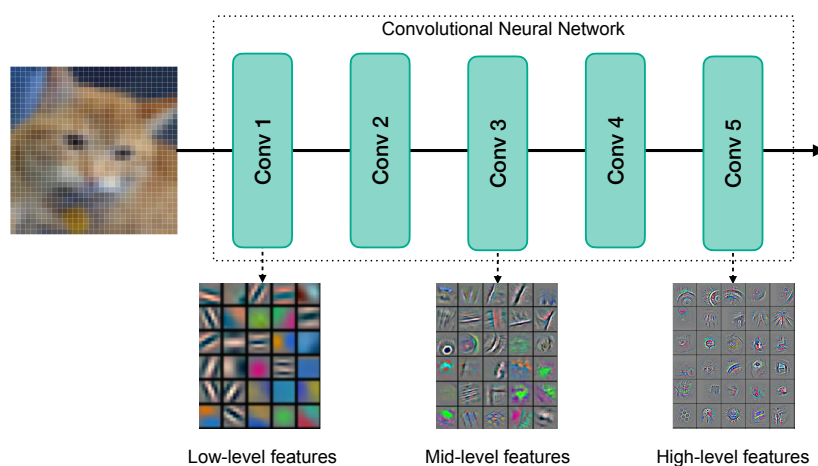 Convolutional Neural Network
Conv 1
Conv 2
Conv 3
Conv 4
Conv 5
Low-level features
Mid-level features
High-level features